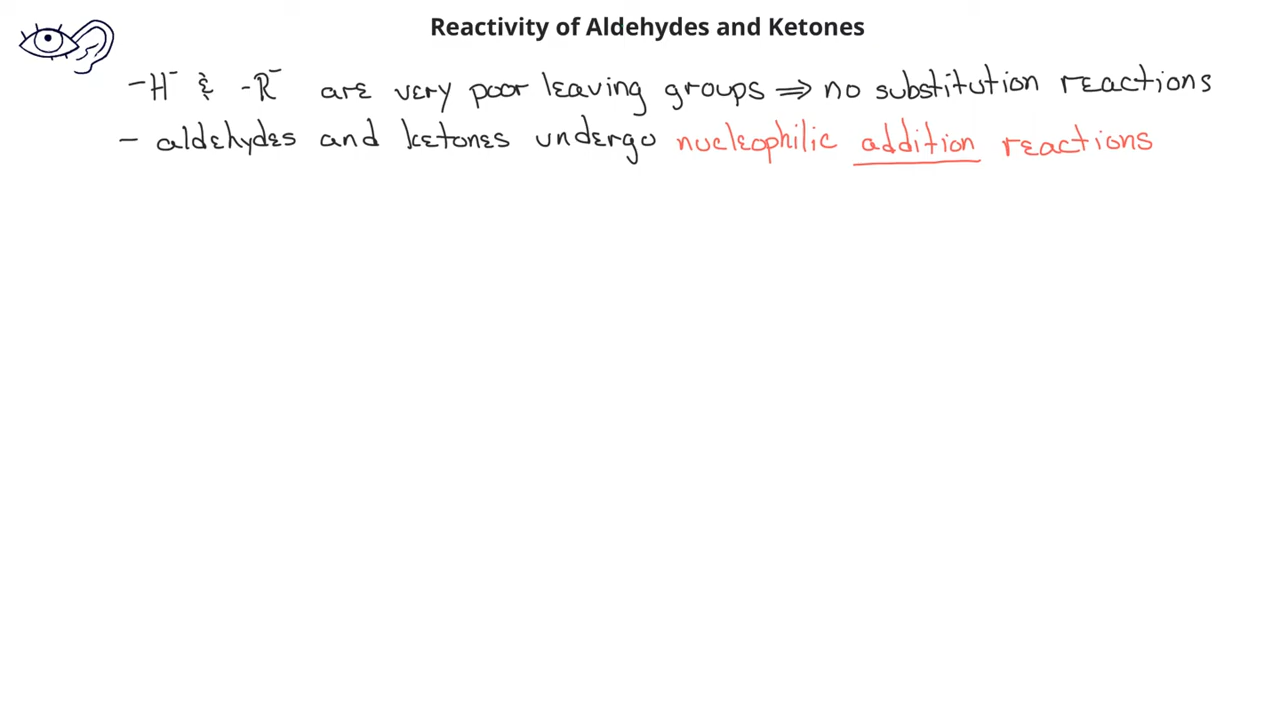 Reactivity of Aldehydes and Ketones
-H⁻ & -R⁻ are very poor leaving groups ⇒ no substitution reactions
- aldehydes and ketones undergo nucleophilic addition reactions